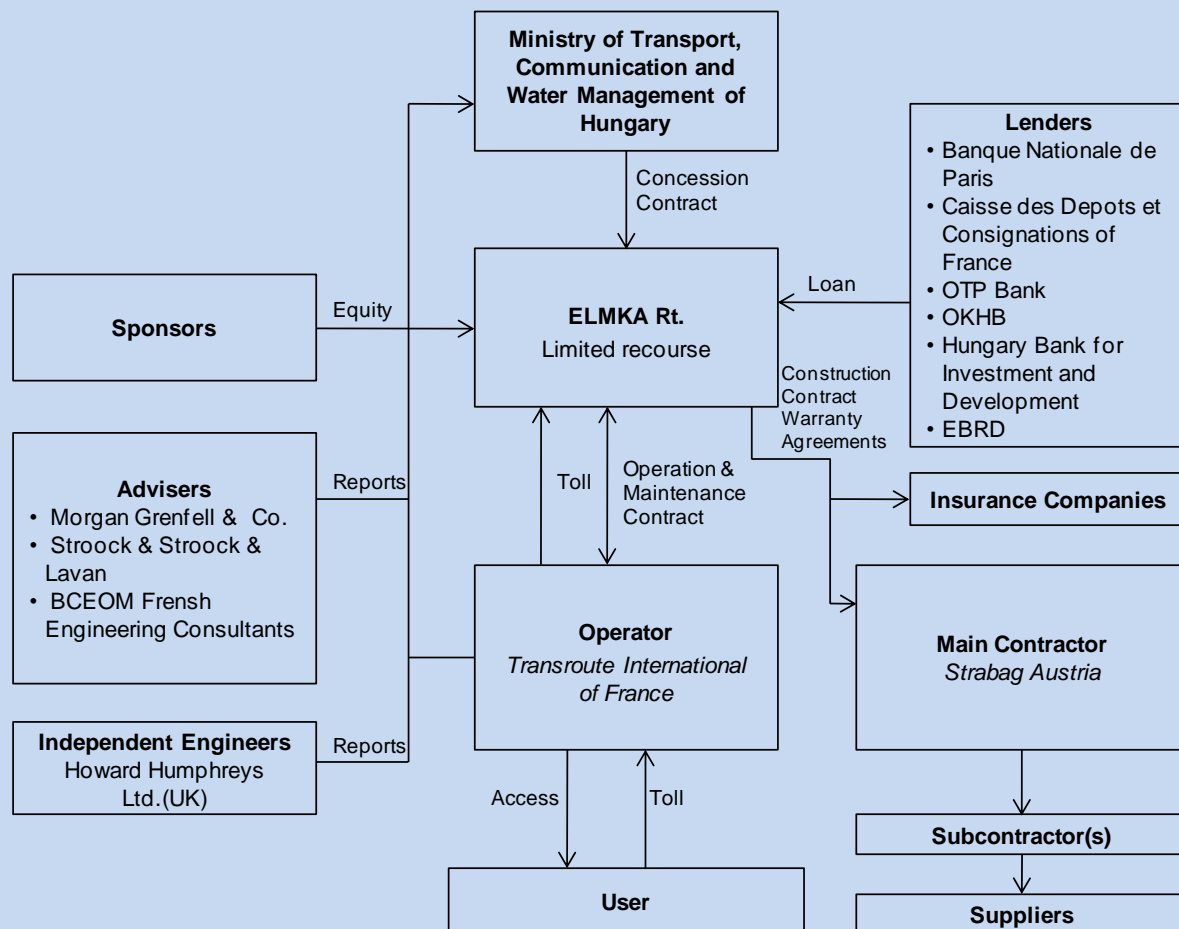 Ministry of Transport,
Communication and
Water Management of
Hungary
Concession
Contract
Lenders
• Banque Nationale de
Paris
• Caisse des Depots et
Consignations of
France
• OTP Bank
• OKHB
• Hungary Bank for
Investment and
Development
• EBRD
Sponsors
Equity
ELMKA Rt.
Limited recourse
Loan
Construction
Contract
Warranty
Agreements
Advisers
• Morgan Grenfell & Co.
• Stroock & Stroock &
Lavan
• BCEOM Frensh
Engineering Consultants
Reports
Toll
Operation &
Maintenance
Contract
Insurance Companies
Operator
Transroute International
of France
Main Contractor
Strabag Austria
Independent Engineers
Howard Humphreys
Ltd.(UK)
Reports
Access
Toll
Subcontractor(s)
User
Suppliers